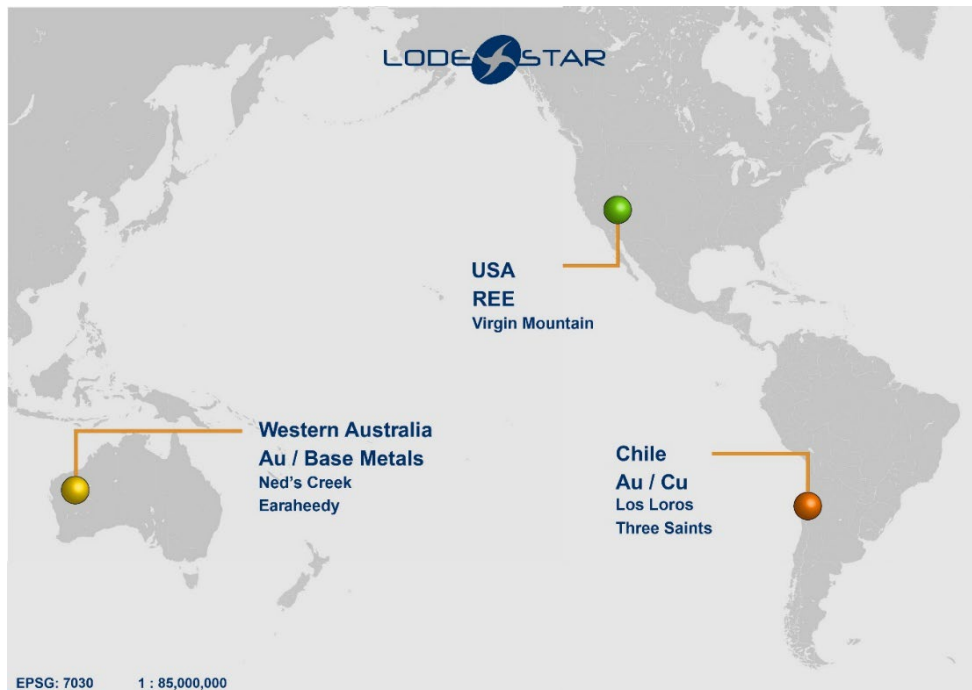 LODESTAR
USA
REE
Virgin Mountain
Western Australia
Au / Base Metals
Ned's Creek
Earaheedy
Chile
Au / Cu
Los Loros
Three Saints
EPSG: 7030 1 : 85,000,000